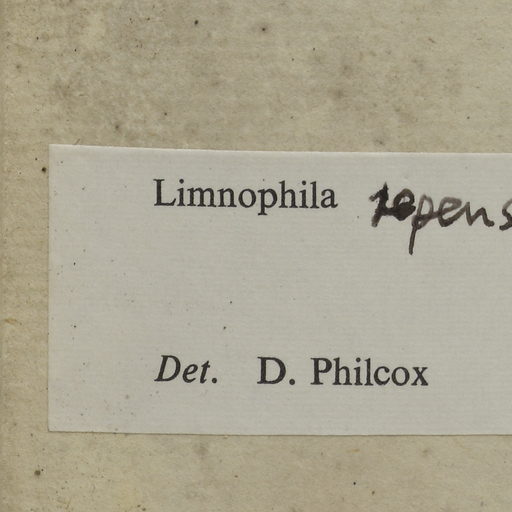 Limnophila repens
Det. D. Philcox